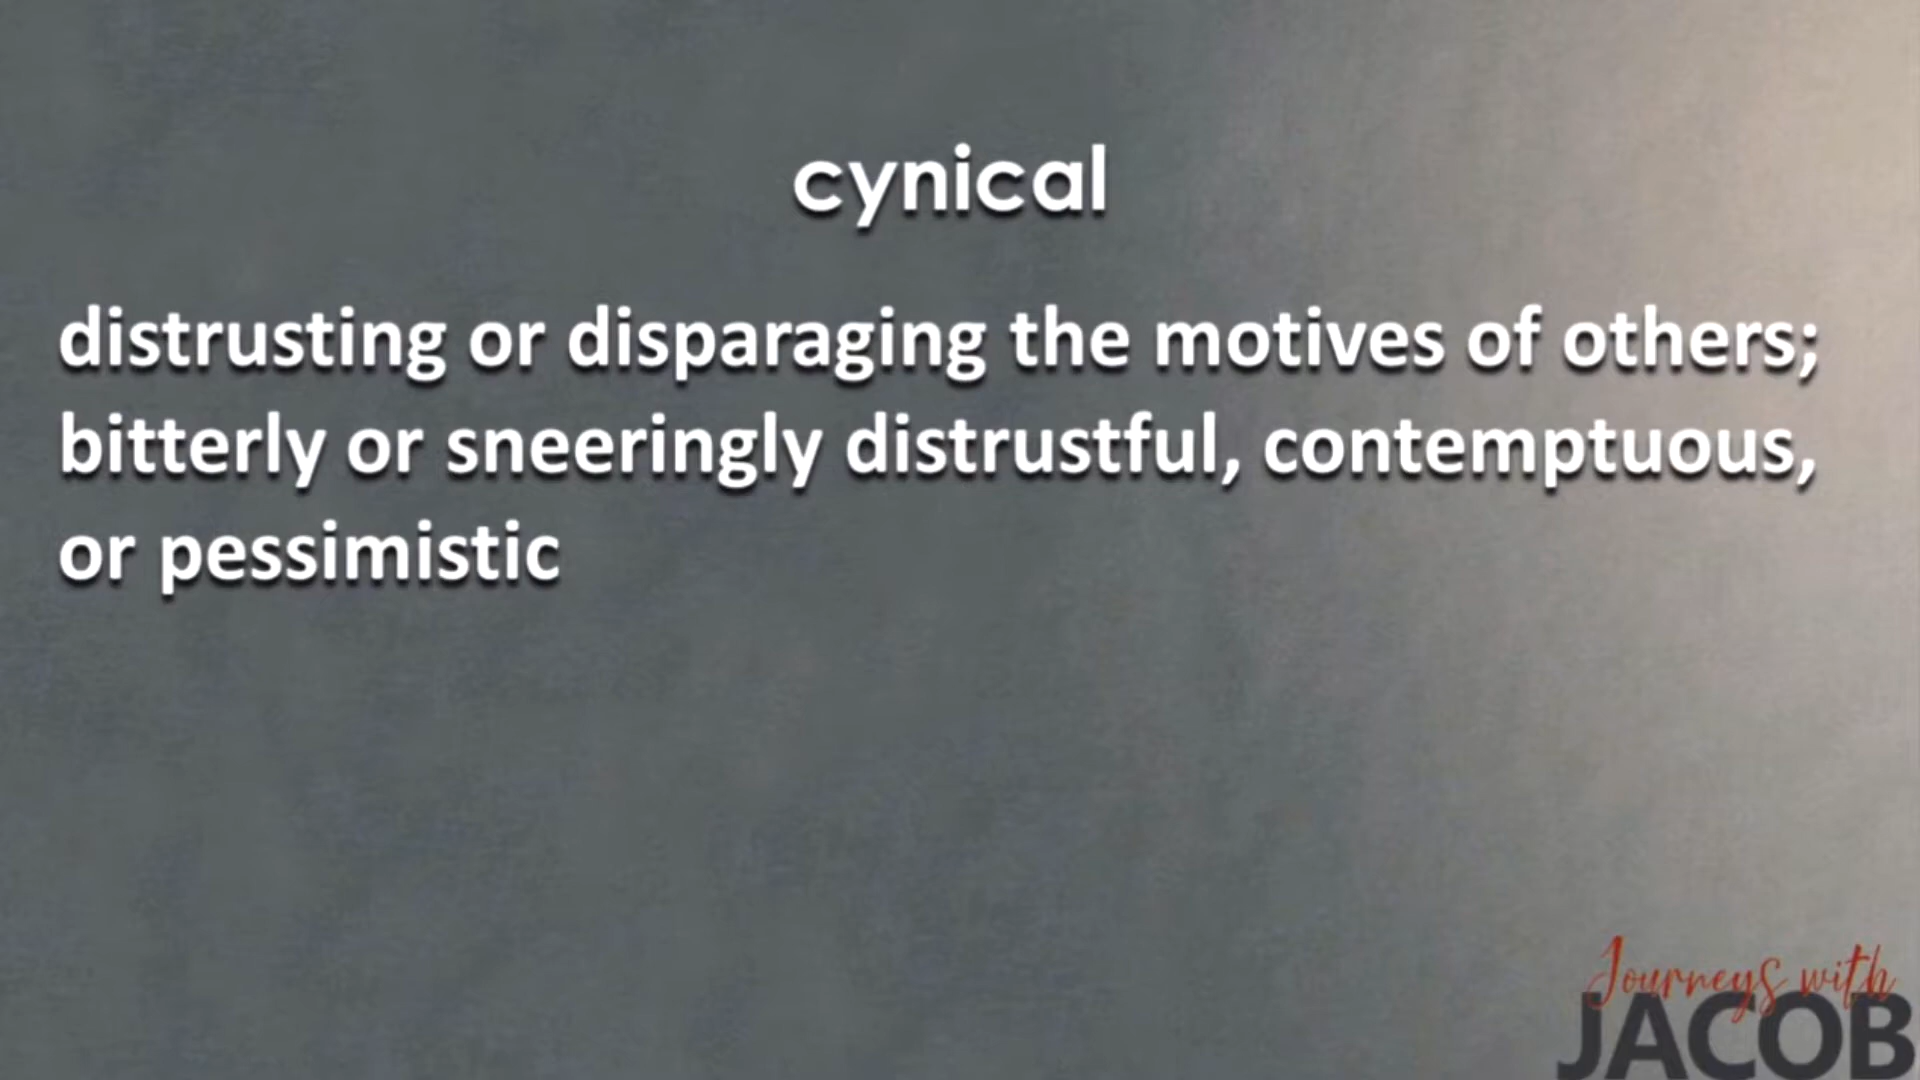 cynical
distrusting or disparaging the motives of others;
bitterly or sneeringly distrustful, contemptuous,
or pessimistic
Journeys with
JACOB